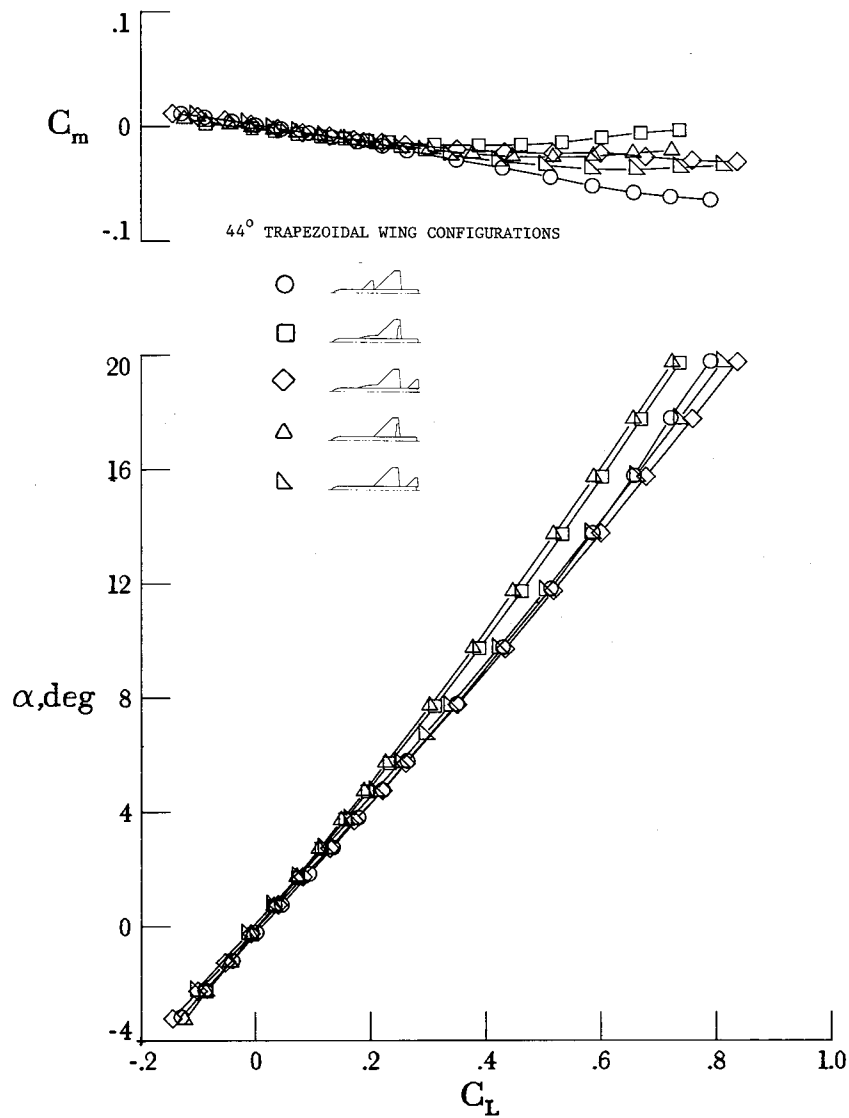 .1
C_m
0
-.1
44° TRAPEZOIDAL WING CONFIGURATIONS
20
16
12
8
α,deg
4
0
-4
-.2 0 .2 .4 .6 .8 1.0
C_L